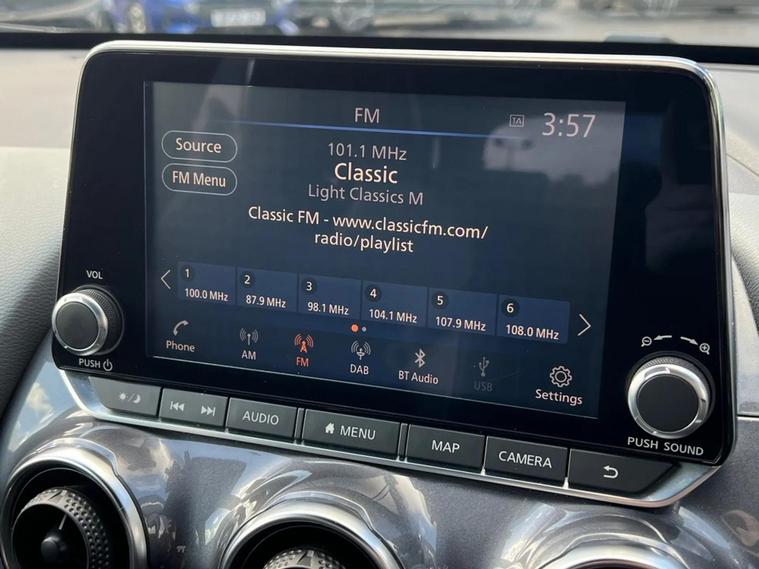 FM
TA
3:57
Source
101.1 MHz
FM Menu
Classic
Light Classics M
Classic FM - www.classicfm.com/
radio/playlist
1
100.0 MHz
2
87.9 MHz
3
98.1 MHz
4
104.1 MHz
5
107.9 MHz
6
108.0 MHz
VOL
PUSH
Phone
AM
FM
DAB
BT Audio
USB
Settings
PUSH SOUND
AUDIO
MENU
MAP
CAMERA